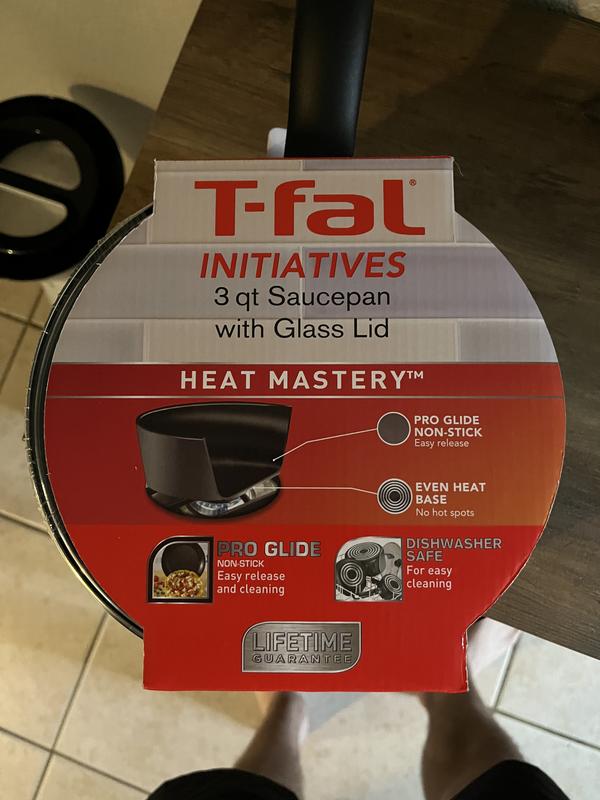 T-fal®
INITIATIVES
3 qt Saucepan
with Glass Lid
HEAT MASTERY™
PRO GLIDE
NON-STICK
Easy release
EVEN HEAT
BASE
No hot spots
PRO GLIDE
NON-STICK
Easy release
and cleaning
DISHWASHER
SAFE
For easy
cleaning
LIFETIME
GUARANTEE